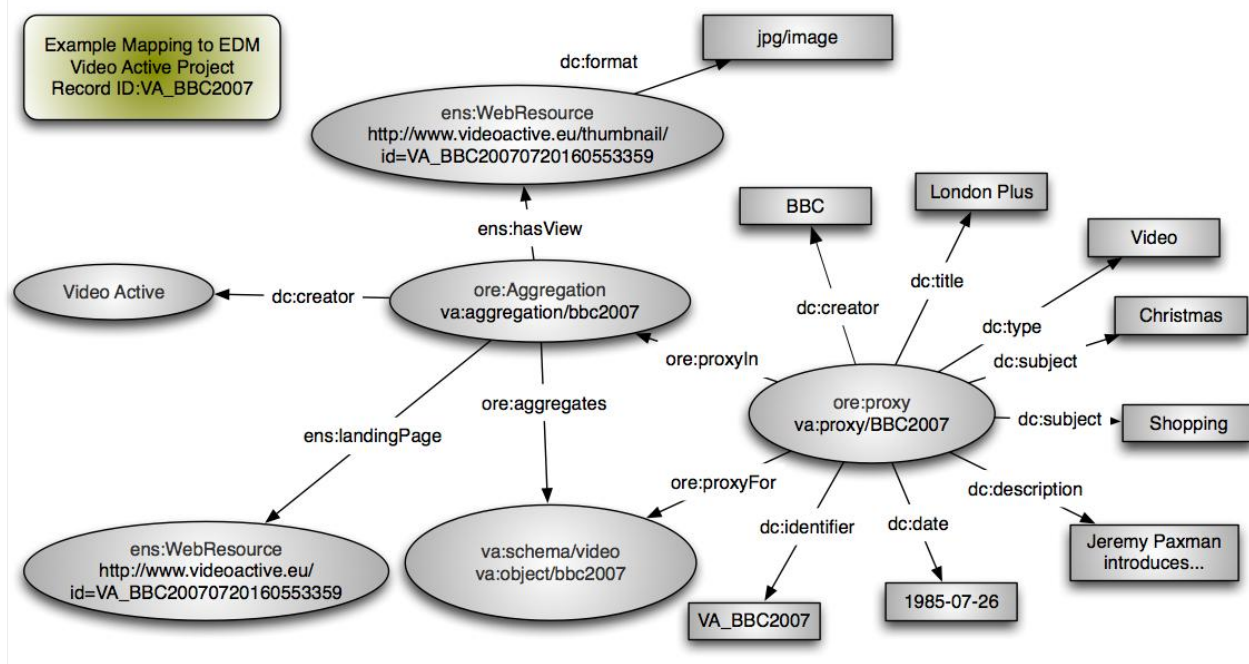 Example Mapping to EDM
Video Active Project
Record ID:VA_BBC2007
jpg/image
dc:format
ens:WebResource
http://www.videoactive.eu/thumbnail/
id=VA_BBC20070720160553359
BBC
London Plus
Video
ens:hasView
dc:title
Video Active
dc:creator
ore:Aggregation
va:aggregation/bbc2007
dc:creator
dc:type
Christmas
ore:proxyIn
dc:subject
ore:aggregates
ore:proxy
va:proxy/BBC2007
dc:subject
Shopping
ens:landingPage
ore:proxyFor
dc:description
dc:identifier
dc:date
ens:WebResource
http://www.videoactive.eu/
id=VA_BBC20070720160553359
va:schema/video
va:object/bbc2007
Jeremy Paxman
introduces...
VA_BBC2007
1985-07-26